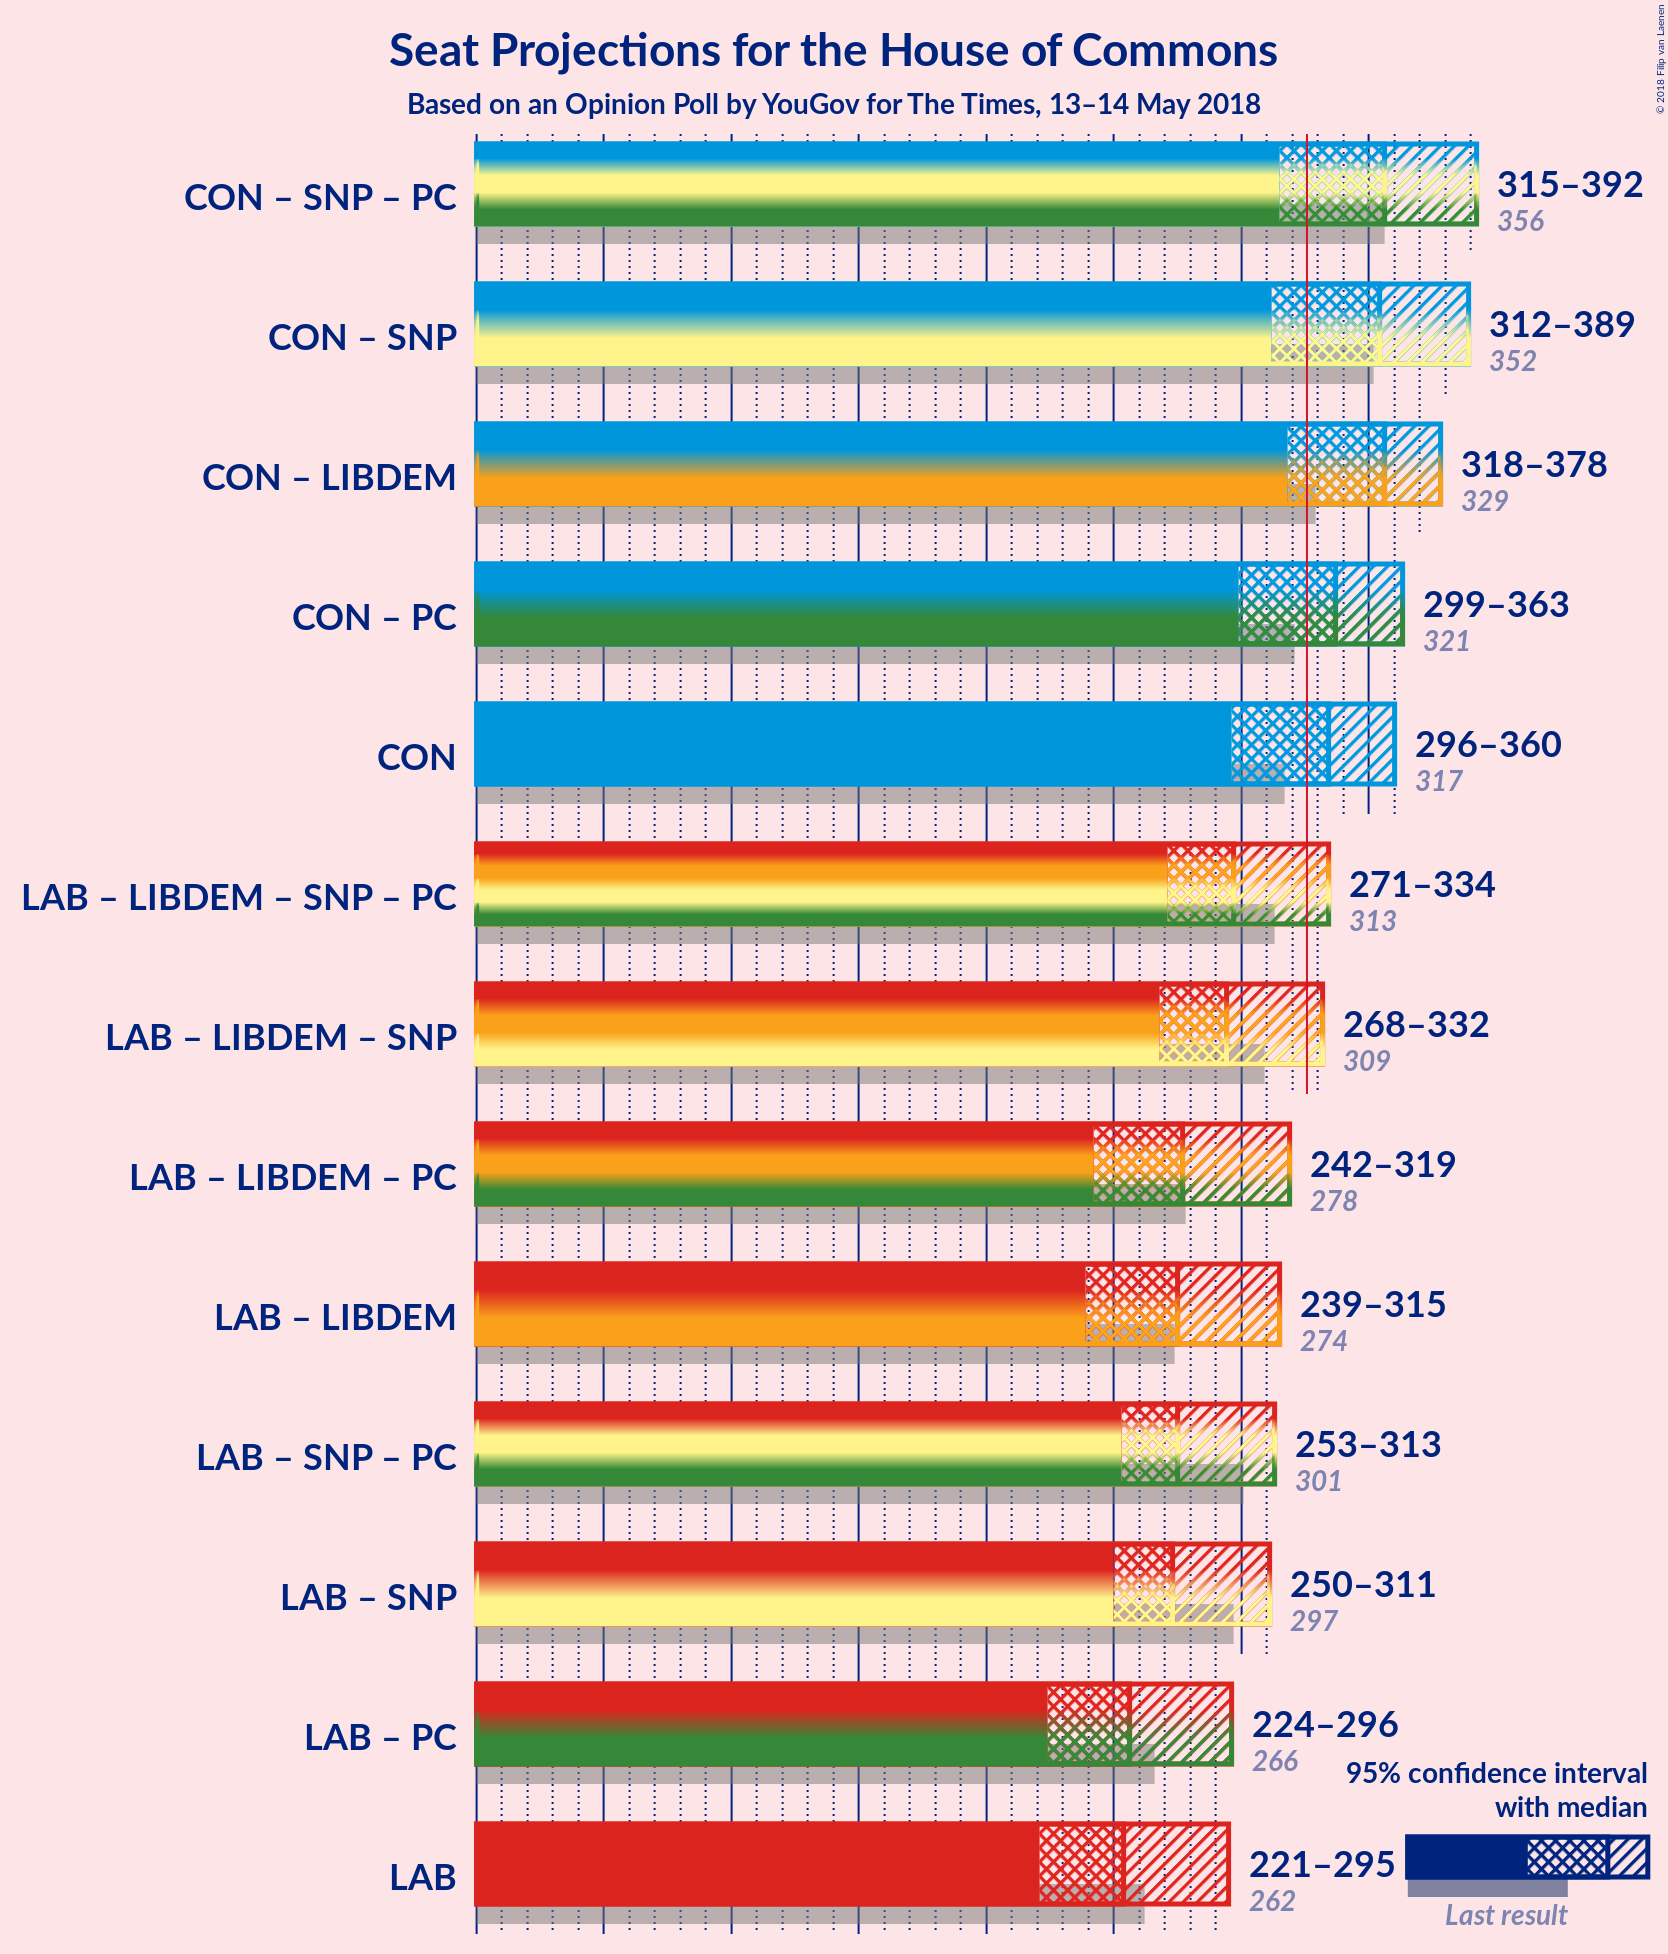 Seat Projections for the House of Commons
Based on an Opinion Poll by YouGov for The Times, 13–14 May 2018
© 2018 Filip van Laenen
CON – SNP – PC
315–392
356
CON – SNP
312–389
352
CON – LIBDEM
318–378
329
CON – PC
299–363
321
CON
296–360
317
LAB – LIBDEM – SNP – PC
271–334
313
LAB – LIBDEM – SNP
268–332
309
LAB – LIBDEM – PC
242–319
278
LAB – LIBDEM
239–315
274
LAB – SNP – PC
253–313
301
LAB – SNP
250–311
297
LAB – PC
224–296
266
LAB
221–295
262
95% confidence interval
with median
Last result